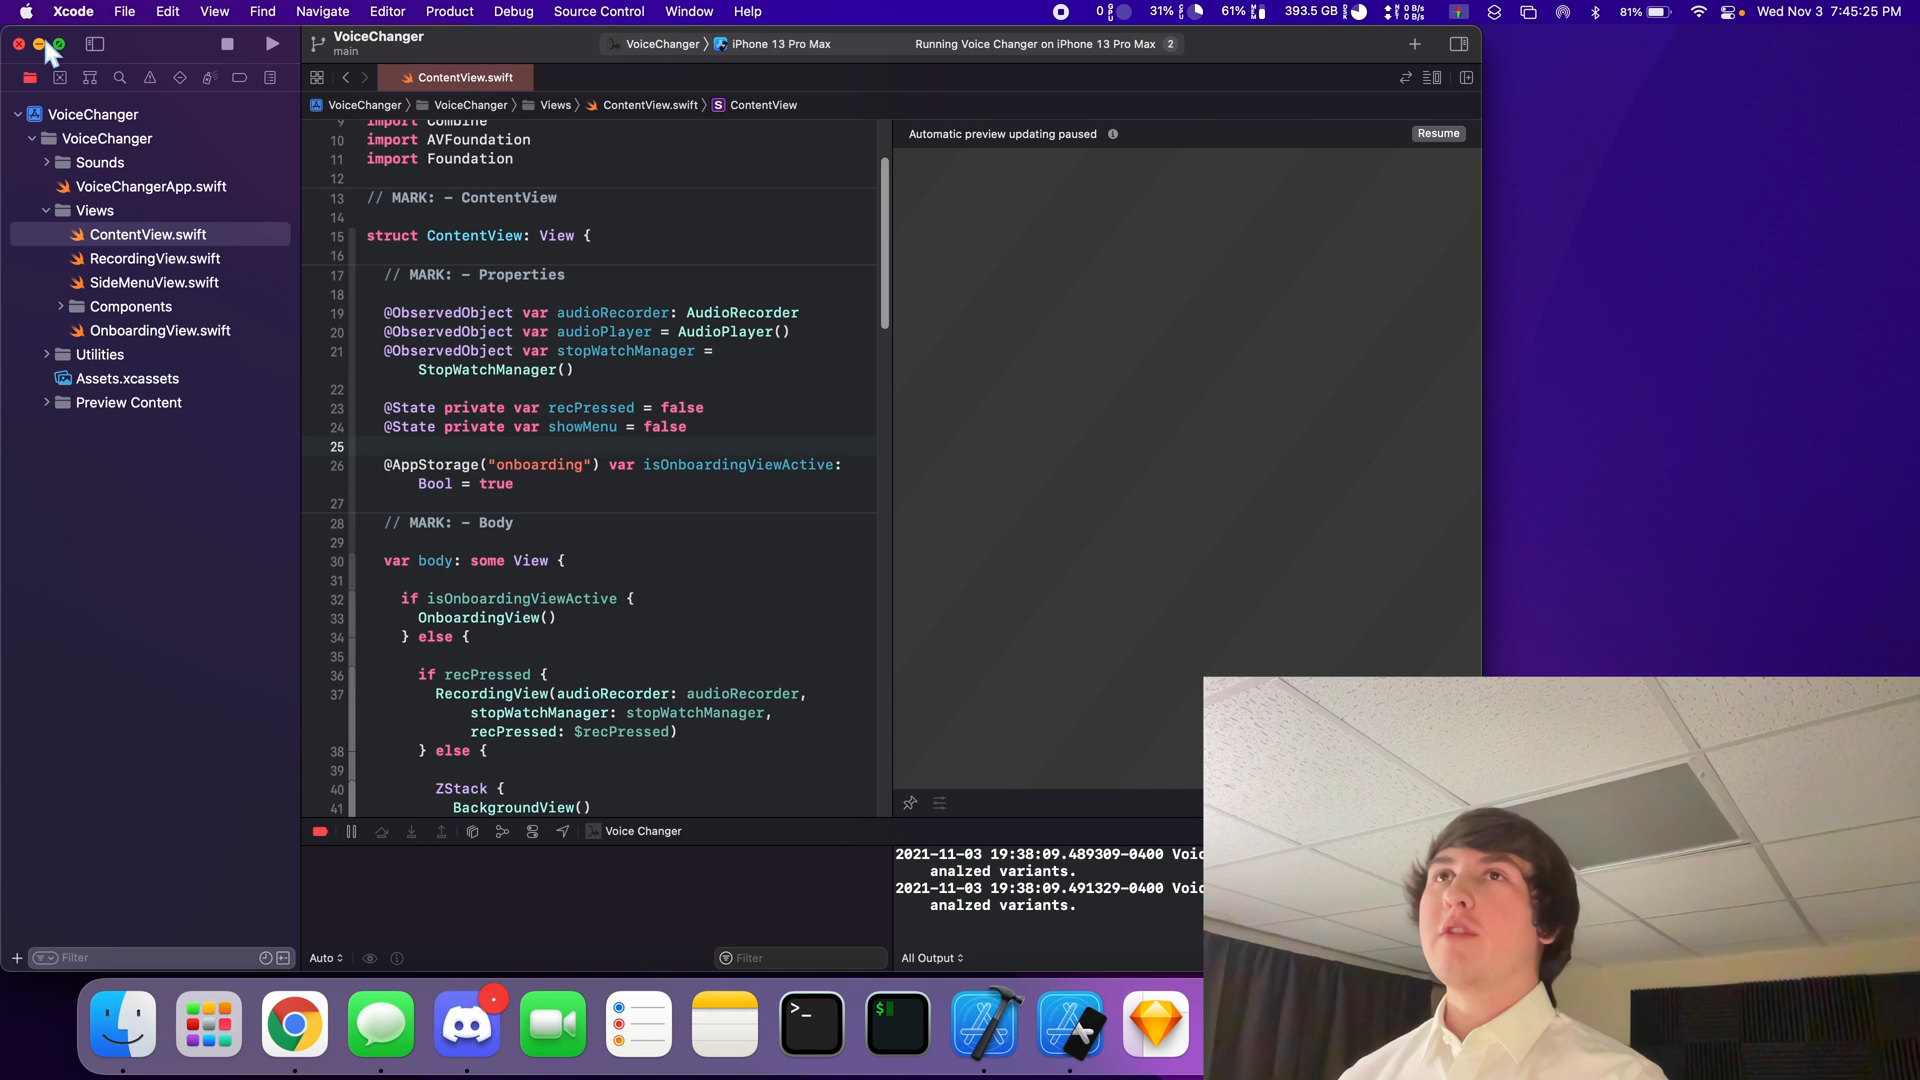 Xcode File Edit View Find Navigate Editor Product Debug Source Control Window Help
31% 61% 393.5 GB 0 B/s 0 B/s 81% Wed Nov 3 7:45:25 PM
VoiceChanger
main
VoiceChanger 〉 iPhone 13 Pro Max
Running Voice Changer on iPhone 13 Pro Max 2
ContentView.swift
VoiceChanger 〉 VoiceChanger 〉 Views 〉 ContentView.swift 〉 S ContentView
VoiceChanger
VoiceChanger
Sounds
VoiceChangerApp.swift
Views
ContentView.swift
RecordingView.swift
SideMenuView.swift
Components
OnboardingView.swift
Utilities
Assets.xcassets
Preview Content
Filter
9 import Combine
10 import AVFoundation
11 import Foundation
12
13 // MARK: - ContentView
14
15 struct ContentView: View {
16
17 // MARK: - Properties
18
19 @ObservedObject var audioRecorder: AudioRecorder
20 @ObservedObject var audioPlayer = AudioPlayer()
21 @ObservedObject var stopWatchManager =
StopWatchManager()
22
23 @State private var recPressed = false
24 @State private var showMenu = false
25
26 @AppStorage("onboarding") var isOnboardingViewActive:
Bool = true
27
28 // MARK: - Body
29
30 var body: some View {
31
32 if isOnboardingViewActive {
33 OnboardingView()
34 } else {
35
36 if recPressed {
37 RecordingView(audioRecorder: audioRecorder,
stopWatchManager: stopWatchManager,
recPressed: $recPressed)
38 } else {
39
40 ZStack {
41 BackgroundView()
Automatic preview updating paused
Resume
Voice Changer
2021-11-03 19:38:09.489309-0400 Voic
analzed variants.
2021-11-03 19:38:09.491329-0400 Voic
analzed variants.
Auto
Filter
All Output
>_
$